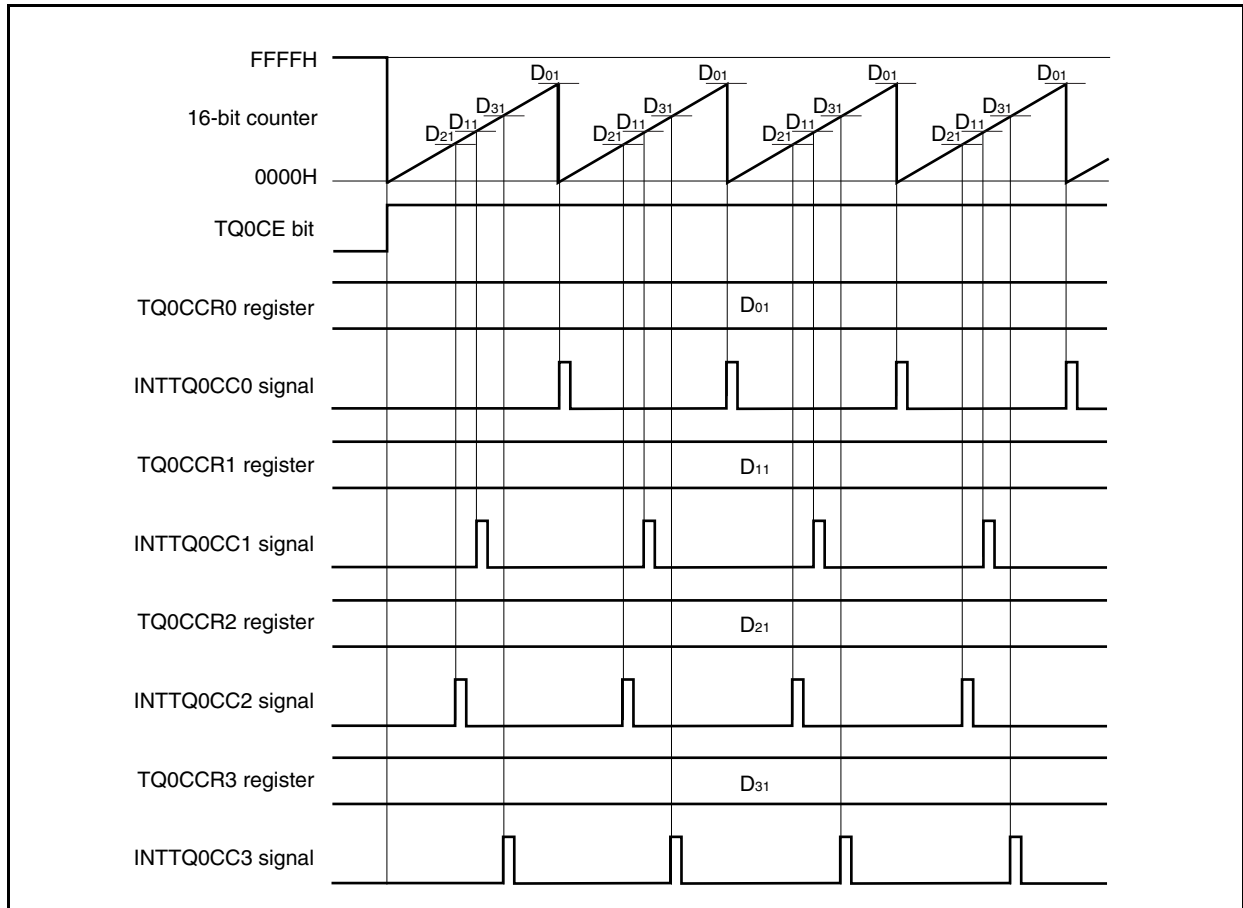 FFFFH
16-bit counter
0000H
D01 D01 D01 D01
D31 D31 D31 D31
D11 D11 D11 D11
D21 D21 D21 D21
TQ0CE bit
TQ0CCR0 register
D01
INTTQ0CC0 signal
TQ0CCR1 register
D11
INTTQ0CC1 signal
TQ0CCR2 register
D21
INTTQ0CC2 signal
TQ0CCR3 register
D31
INTTQ0CC3 signal